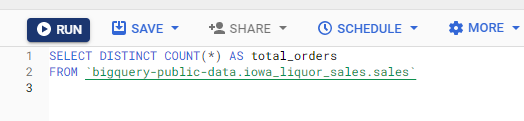 RUN SAVE SHARE SCHEDULE MORE
1 SELECT DISTINCT COUNT(*) AS total_orders
2 FROM `bigquery-public-data.iowa_liquor_sales.sales`
3